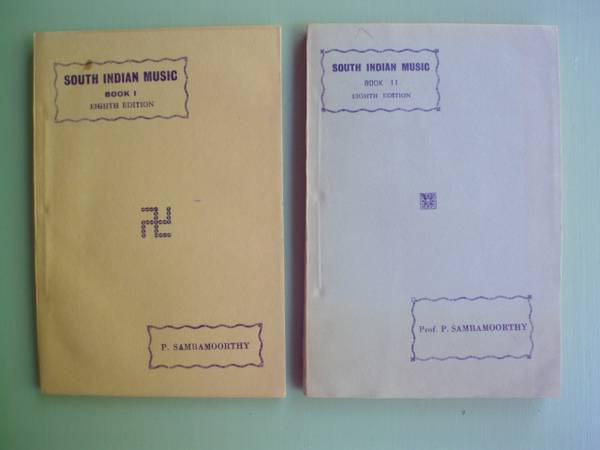 SOUTH INDIAN MUSIC
BOOK I
EIGHTH EDITION
P. SAMBAMOORTHY
SOUTH INDIAN MUSIC
BOOK II
EIGHTH EDITION
Prof. P. SAMBAMOORTHY